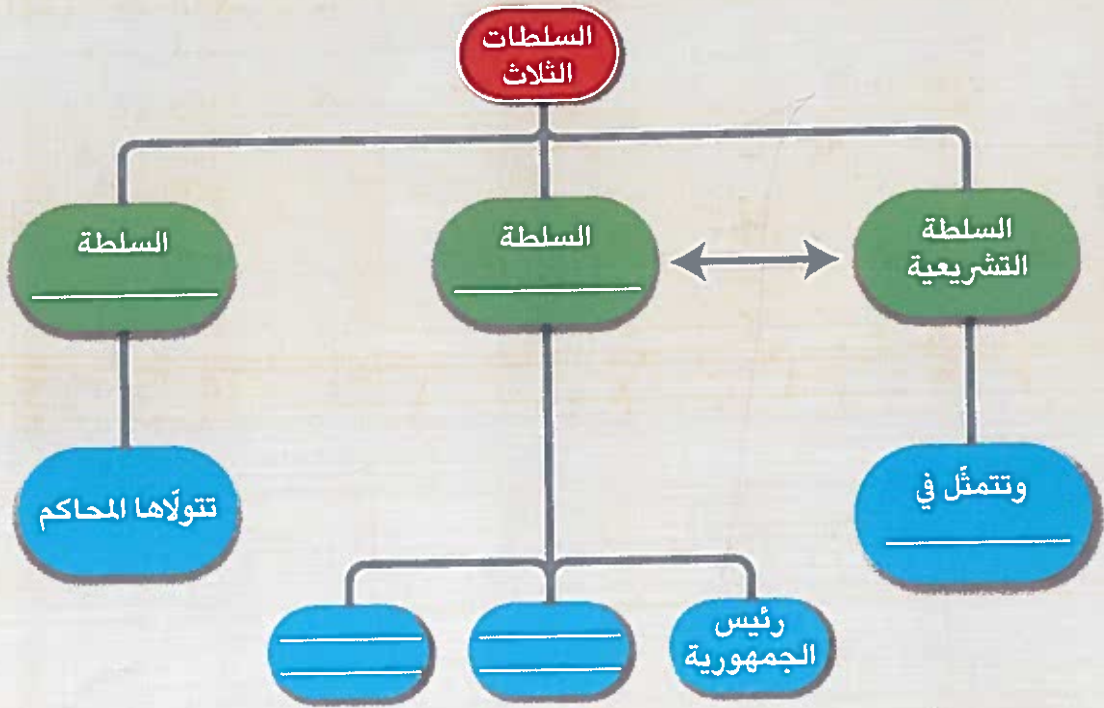 السلطات
الثلاث
السلطة
التشريعية
السلطة
السلطة
وتتمثّل في
تتولّاها المحاكم
رئيس
الجمهورية